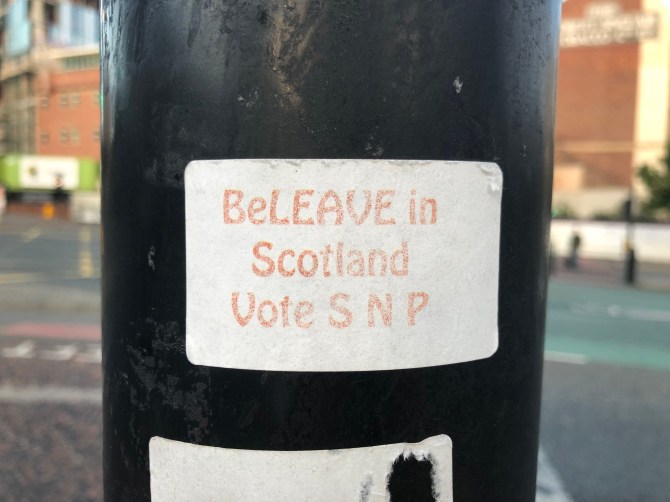 BeLEAVE in
Scotland
Vote S N P